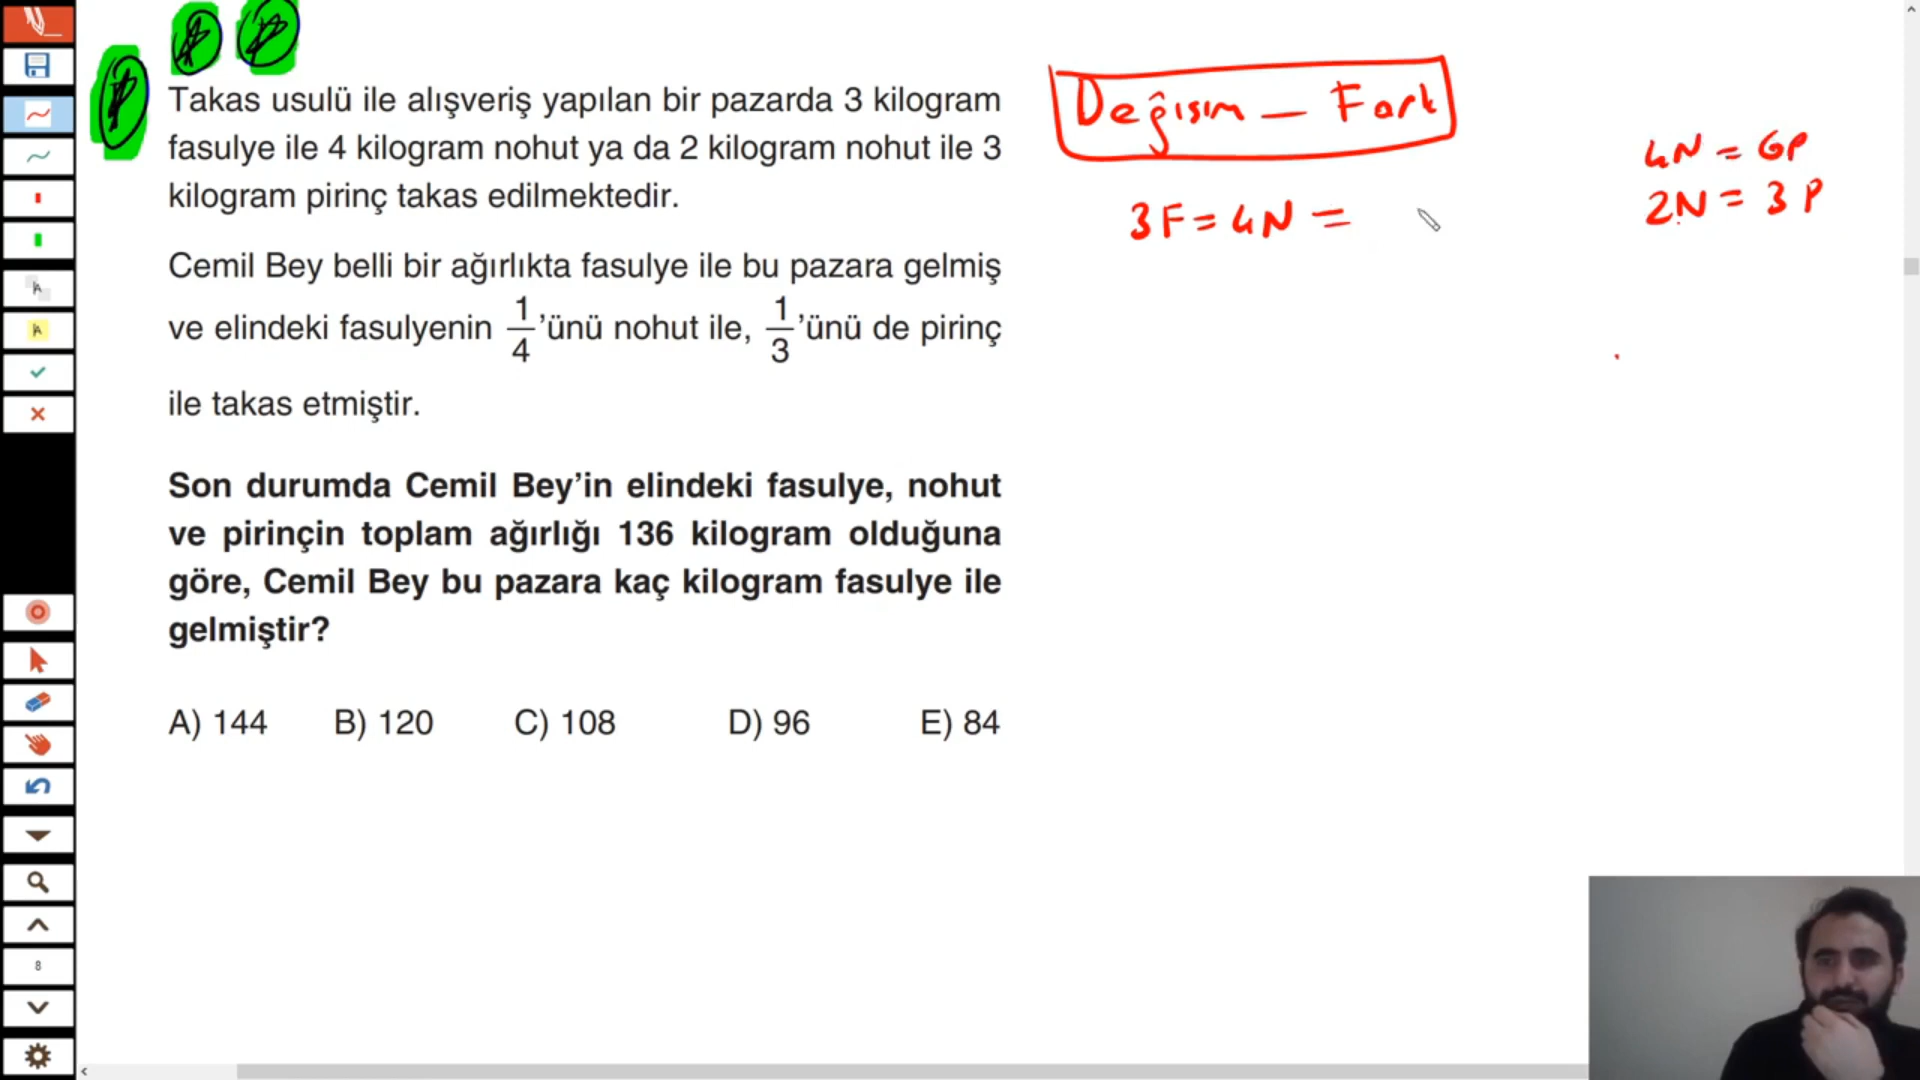 Takas usulü ile alışveriş yapılan bir pazarda 3 kilogram
fasulye ile 4 kilogram nohut ya da 2 kilogram nohut ile 3
kilogram pirinç takas edilmektedir.
Cemil Bey belli bir ağırlıkta fasulye ile bu pazara gelmiş
ve elindeki fasulyenin 1/4 'ünü nohut ile, 1/3 'ünü de pirinç
ile takas etmiştir.
Son durumda Cemil Bey'in elindeki fasulye, nohut
ve pirinçin toplam ağırlığı 136 kilogram olduğuna
göre, Cemil Bey bu pazara kaç kilogram fasulye ile
gelmiştir?
A) 144 B) 120 C) 108 D) 96 E) 84
Değişim — Fark
3F = 4N =
4N = 6P
2N = 3P
8